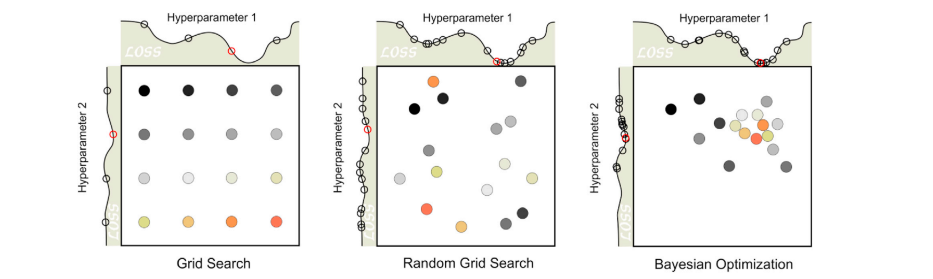 Hyperparameter 1
LOSS
Hyperparameter 2
LOSS
Grid Search
Hyperparameter 1
LOSS
Hyperparameter 2
LOSS
Random Grid Search
Hyperparameter 1
LOSS
Hyperparameter 2
LOSS
Bayesian Optimization